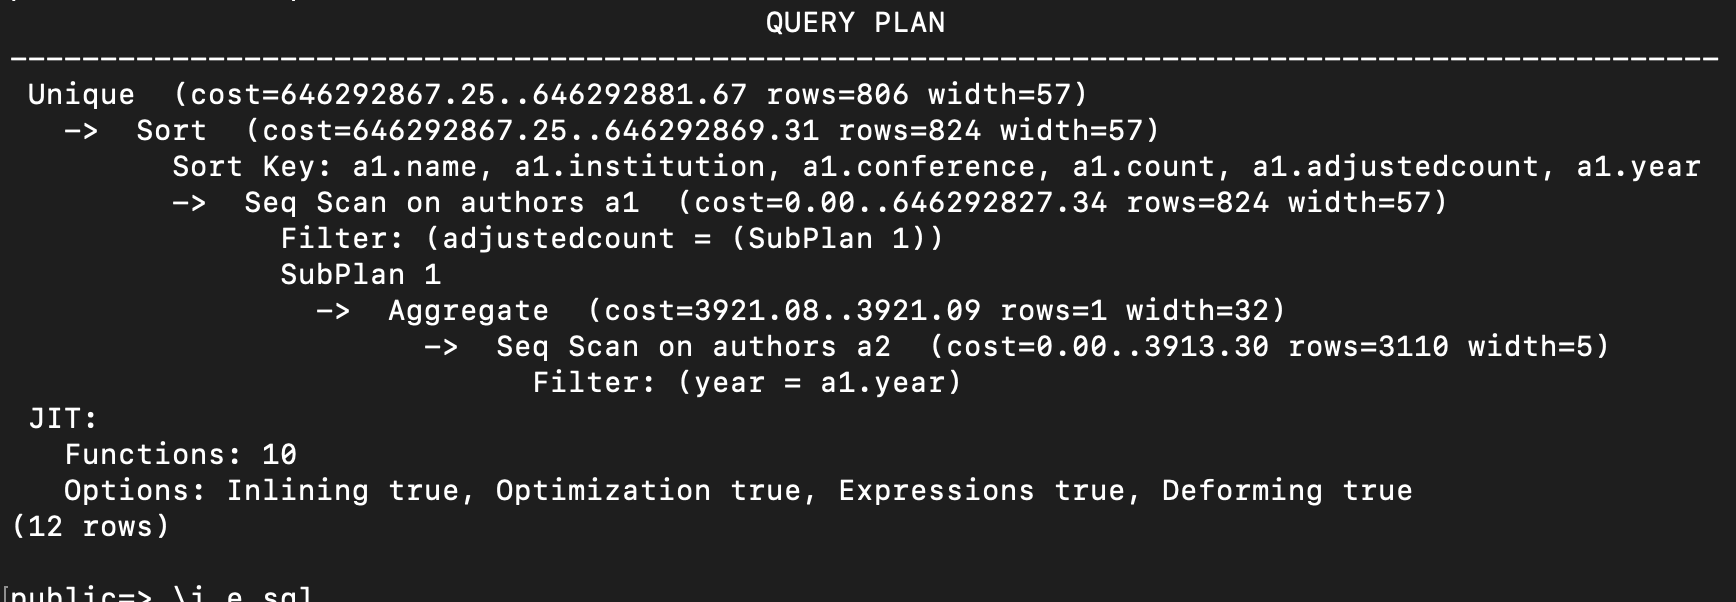 QUERY PLAN
-----------------------------------------------------------------------------------------------
Unique  (cost=646292867.25..646292881.67 rows=806 width=57)
  ->  Sort  (cost=646292867.25..646292869.31 rows=824 width=57)
        Sort Key: a1.name, a1.institution, a1.conference, a1.count, a1.adjustedcount, a1.year
        ->  Seq Scan on authors a1  (cost=0.00..646292827.34 rows=824 width=57)
              Filter: (adjustedcount = (SubPlan 1))
              SubPlan 1
                ->  Aggregate  (cost=3921.08..3921.09 rows=1 width=32)
                      ->  Seq Scan on authors a2  (cost=0.00..3913.30 rows=3110 width=5)
                            Filter: (year = a1.year)
JIT:
  Functions: 10
  Options: Inlining true, Optimization true, Expressions true, Deforming true
(12 rows)
[public=> \i e.sql